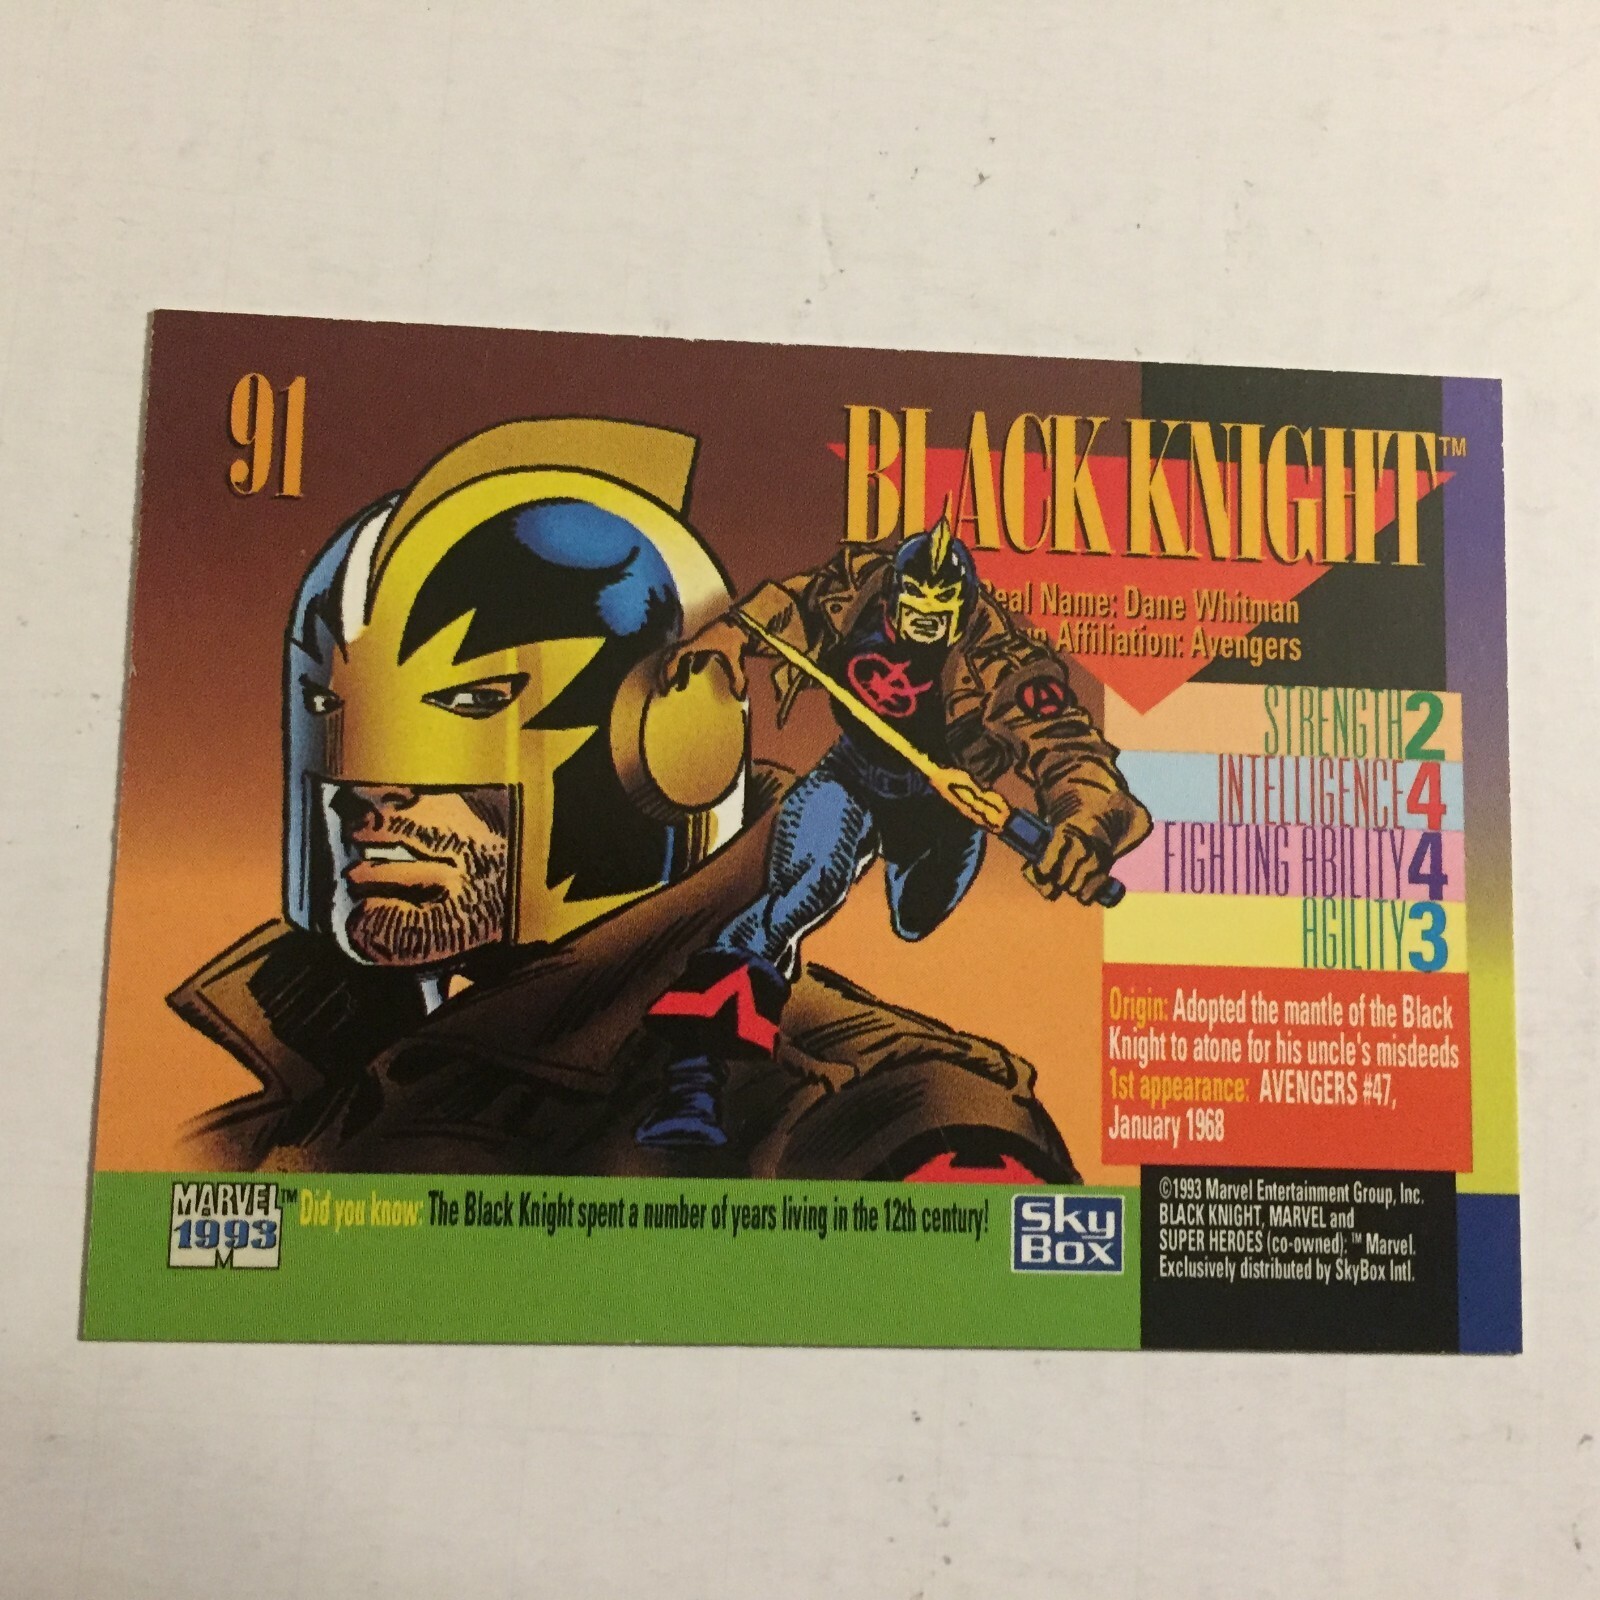 91
BLACK KNIGHT™
eal Name: Dane Whitman
Affiliation: Avengers
STRENGTH 2
INTELLIGENCE 4
FIGHTING ABILITY 4
AGILITY 3
Origin: Adopted the mantle of the Black
Knight to atone for his uncle's misdeeds
1st appearance: AVENGERS #47,
January 1968
MARVEL™
1993
Did you know: The Black Knight spent a number of years living in the 12th century!
SKY
BOX
©1993 Marvel Entertainment Group, Inc.
BLACK KNIGHT, MARVEL and
SUPER HEROES (co-owned): ™ Marvel.
Exclusively distributed by SkyBox Intl.